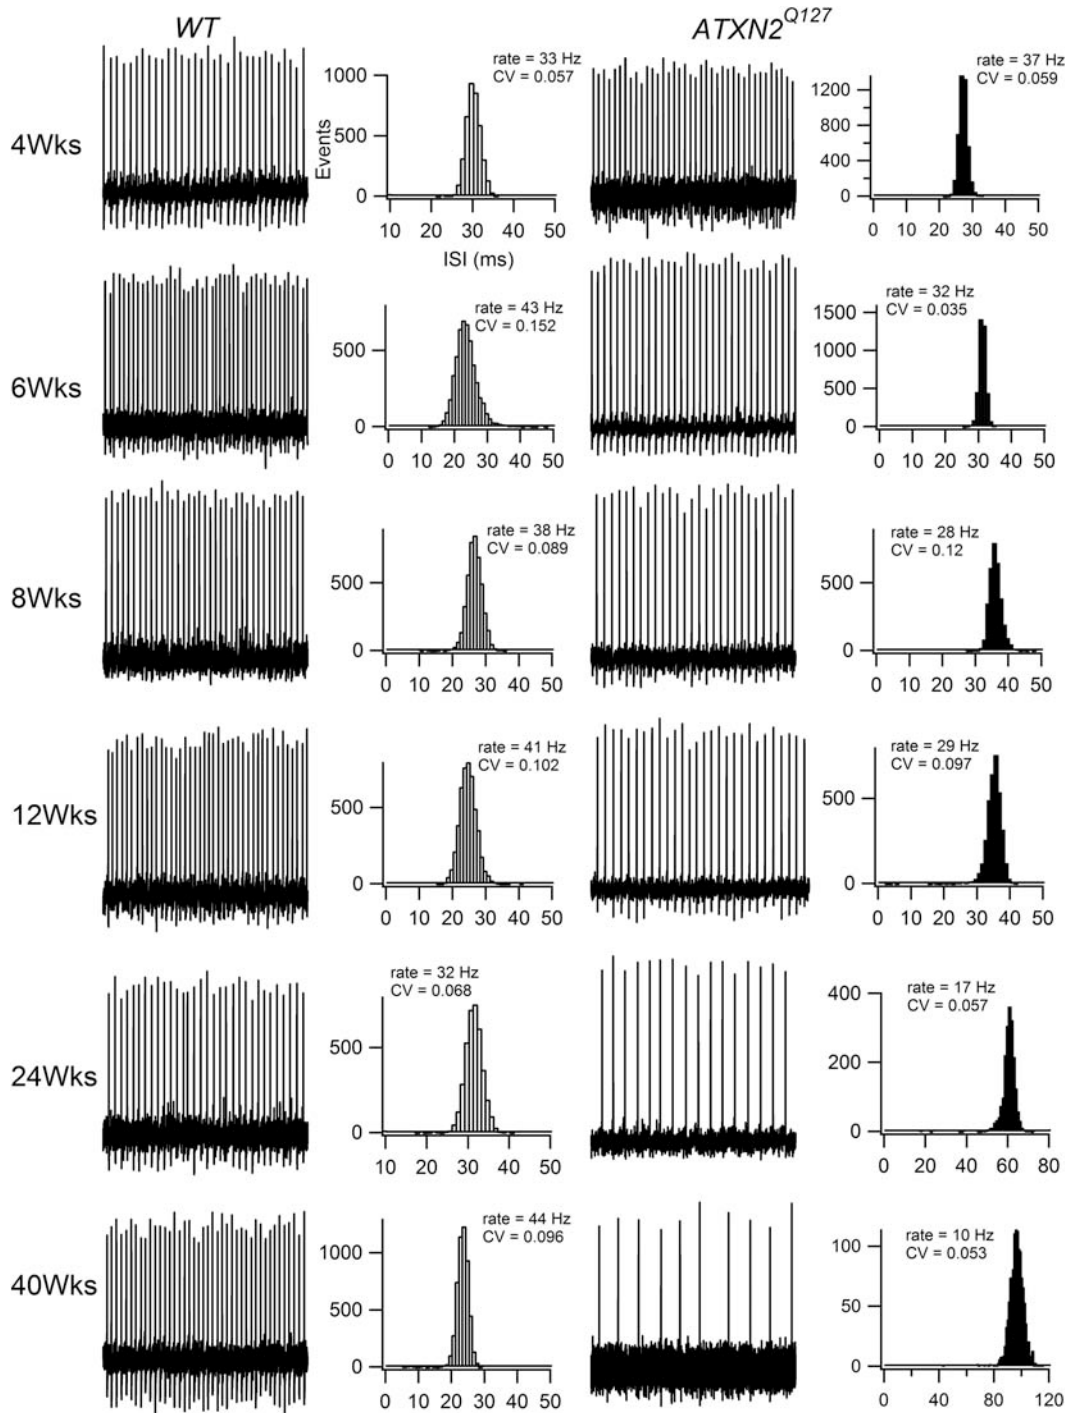 WT
ATXN2^Q127
4Wks
rate = 33 Hz
CV = 0.057
1000
500
0
Events
10 20 30 40 50
ISI (ms)
rate = 37 Hz
CV = 0.059
1200
800
400
0
0 10 20 30 40 50
6Wks
rate = 43 Hz
CV = 0.152
500
0
0 10 20 30 40 50
rate = 32 Hz
CV = 0.035
1500
1000
500
0
0 10 20 30 40 50
8Wks
rate = 38 Hz
CV = 0.089
500
0
0 10 20 30 40 50
rate = 28 Hz
CV = 0.12
500
0
0 10 20 30 40 50
12Wks
rate = 41 Hz
CV = 0.102
500
0
0 10 20 30 40 50
rate = 29 Hz
CV = 0.097
500
0
0 10 20 30 40 50
24Wks
rate = 32 Hz
CV = 0.068
500
0
10 20 30 40 50
rate = 17 Hz
CV = 0.057
400
200
0
0 20 40 60 80
40Wks
rate = 44 Hz
CV = 0.096
1000
500
0
0 10 20 30 40 50
rate = 10 Hz
CV = 0.053
100
50
0
0 40 80 120